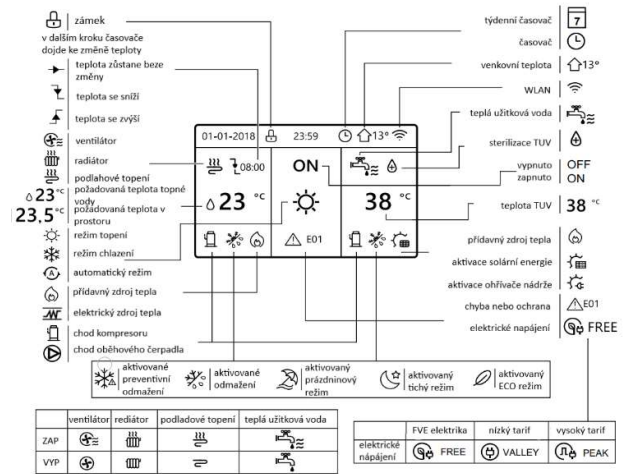 zámek
v dalším kroku časovače
dojde ke změně teploty
teplota zůstane beze
změny
teplota se sníží
teplota se zvýší
ventilátor
radiátor
podlahové topení
23 °C požadovaná teplota topné
vody
23,5 °C požadovaná teplota v
prostoru
režim topení
režim chlazení
A automatický režim
přídavný zdroj tepla
elektrický zdroj tepla
chod kompresoru
chod oběhového čerpadla
01-01-2018 23:59 13°
08:00 ON
23 °C 38 °C
E01
týdenní časovač 7
časovač
venkovní teplota 13°
WLAN
teplá užitková voda
sterilizace TUV
vypnuto OFF
zapnuto ON
teplota TUV 38 °C
přídavný zdroj tepla
aktivace solární energie
aktivace ohřívače nádrže
chyba nebo ochrana E01
elektrické napájení FREE
aktivovaný
preventivní
odmažení
aktivované
odmažení
aktivovaný
prázdninový
režim
aktivovaný
tichý režim
aktivovaný
ECO režim
ventilátor rediátor podladové topení teplá užitková voda
ZAP
VYP
FVE elektrika nízký tarif vysoký tarif
elektrické
nápájení FREE VALLEY PEAK